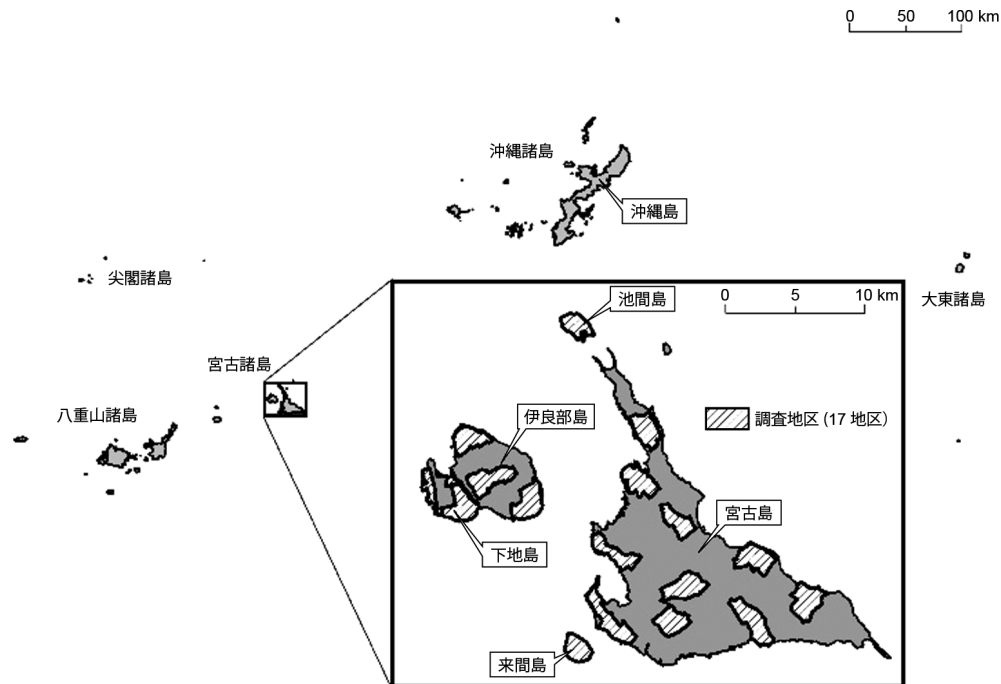 0 50 100 km
沖縄諸島
沖縄島
尖閣諸島
池間島
0 5 10 km
大東諸島
宮古諸島
八重山諸島
伊良部島
調査地区 (17 地区)
宮古島
下地島
来間島